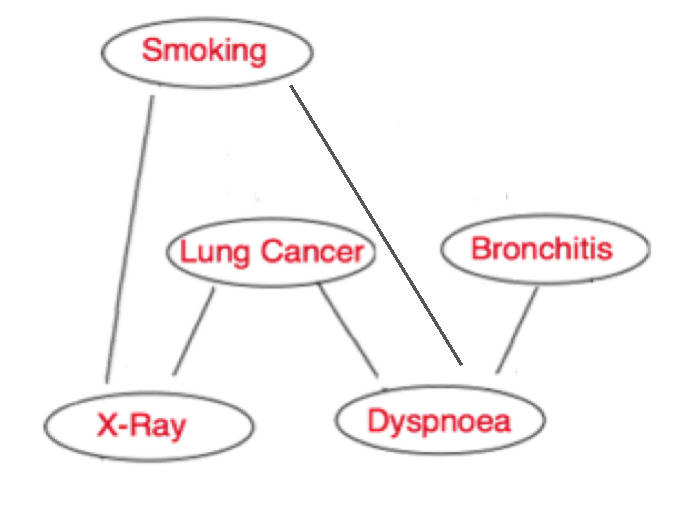 Smoking
Lung Cancer
Bronchitis
X-Ray
Dyspnoea